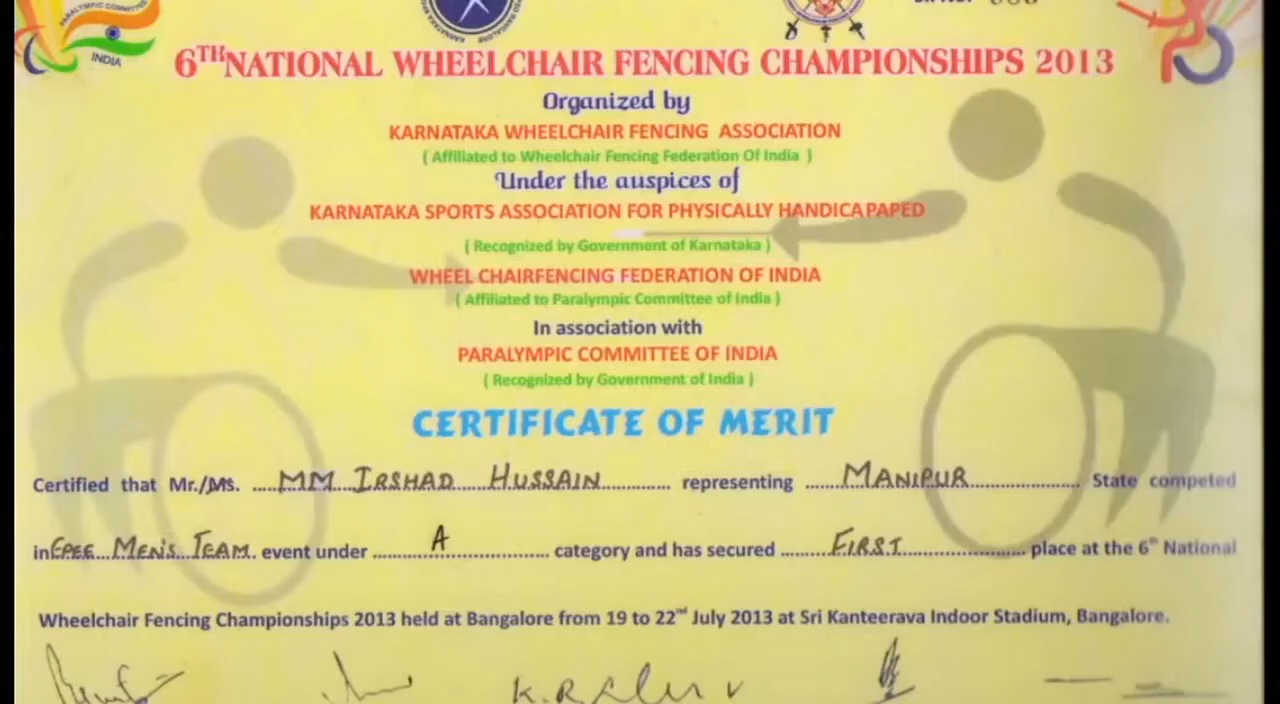 PARALYMPIC COMMITTEE
INDIA
6THNATIONAL WHEELCHAIR FENCING CHAMPIONSHIPS 2013
Organized by
KARNATAKA WHEELCHAIR FENCING ASSOCIATION
( Affiliated to Wheelchair Fencing Federation Of India )
Under the auspices of
KARNATAKA SPORTS ASSOCIATION FOR PHYSICALLY HANDICAPAPED
( Recognized by Government of Karnataka )
WHEEL CHAIRFENCING FEDERATION OF INDIA
( Affiliated to Paralympic Committee of India )
In association with
PARALYMPIC COMMITTEE OF INDIA
( Recognized by Government of India )
CERTIFICATE OF MERIT
Certified that Mr./Ms. MM IRSHAD HUSSAIN representing MANIPUR State competed
in EPEE MEN'S TEAM event under A category and has secured FIRST place at the 6th National
Wheelchair Fencing Championships 2013 held at Bangalore from 19 to 22nd July 2013 at Sri Kanteerava Indoor Stadium, Bangalore.